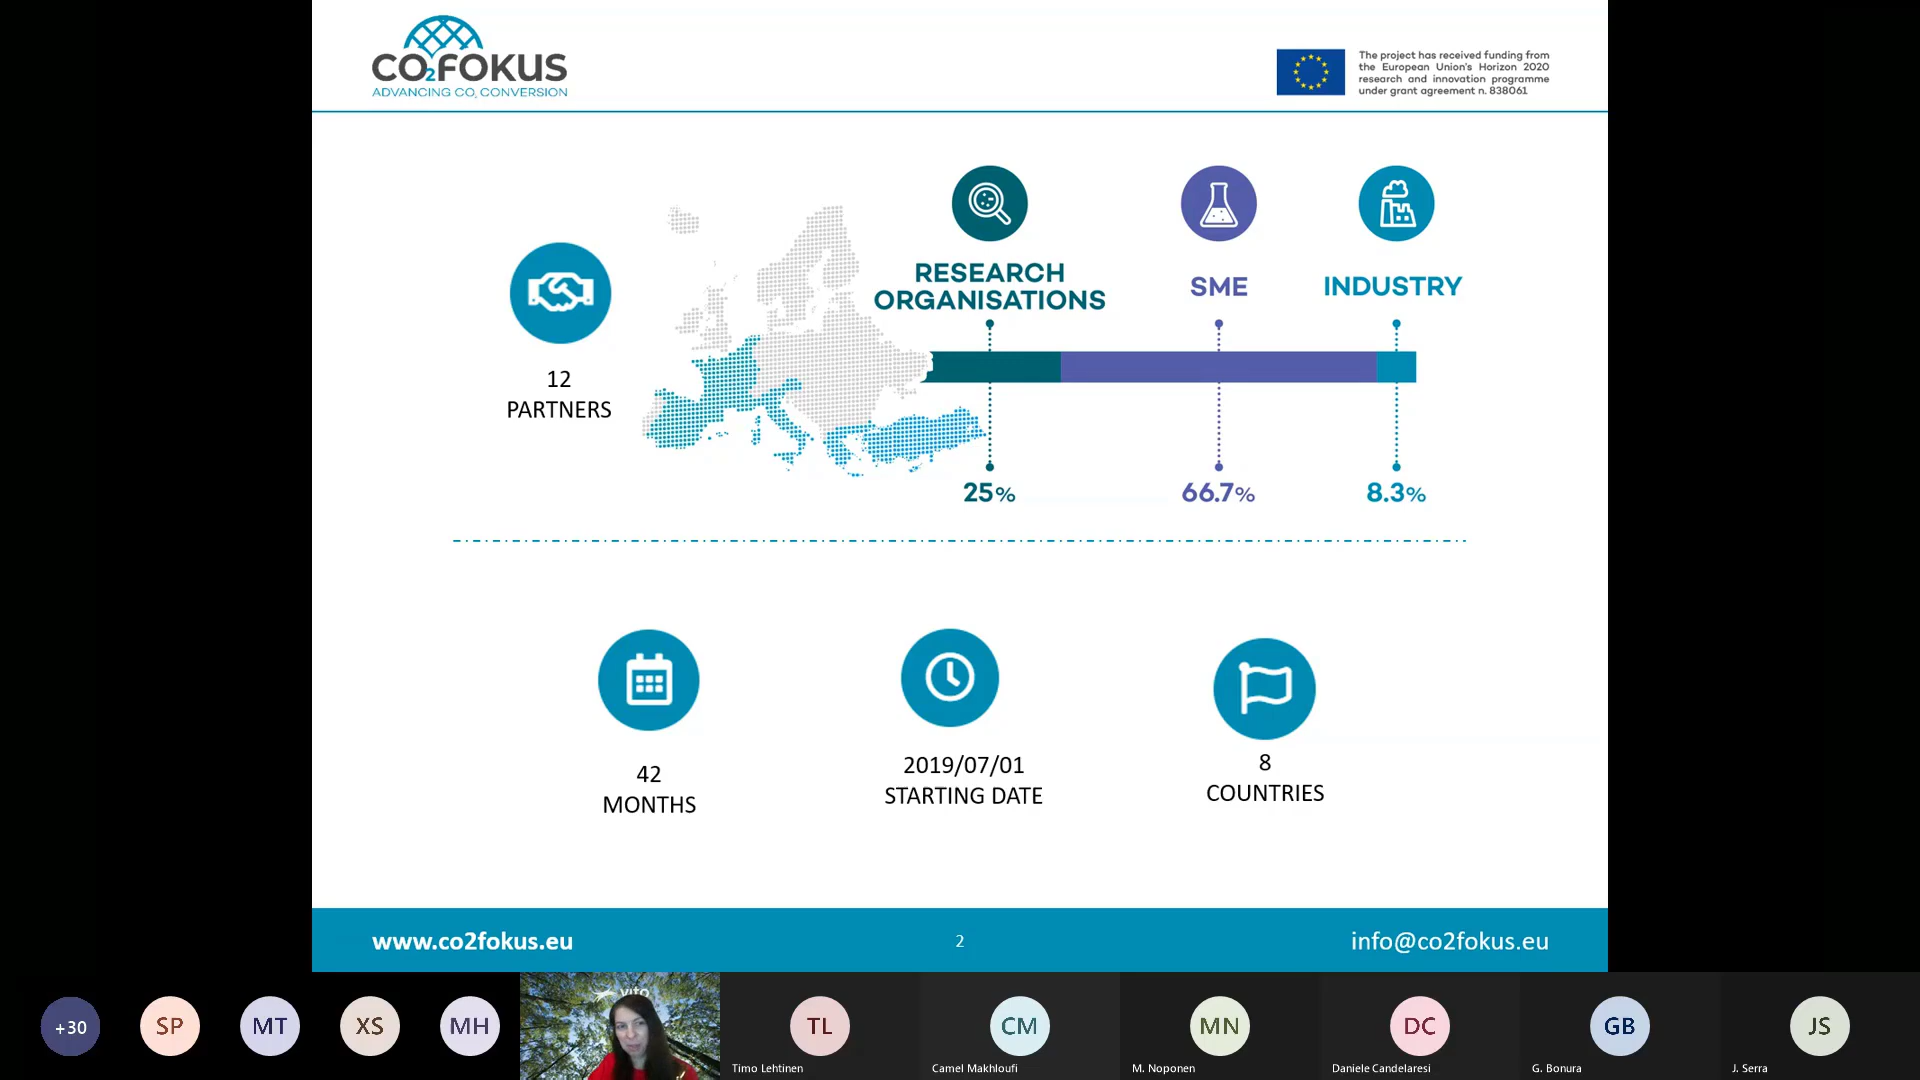 CO2FOKUS
ADVANCING CO2 CONVERSION
The project has received funding from
the European Union's Horizon 2020
research and innovation programme
under grant agreement n. 838061
RESEARCH
ORGANISATIONS
SME
INDUSTRY
12
PARTNERS
25%
66.7%
8.3%
42
MONTHS
2019/07/01
STARTING DATE
8
COUNTRIES
www.co2fokus.eu
2
info@co2fokus.eu
+30
SP
MT
XS
MH
vito
TL
Timo Lehtinen
CM
Camel Makhloufi
MN
M. Noponen
DC
Daniele Candelaresi
GB
G. Bonura
JS
J. Serra